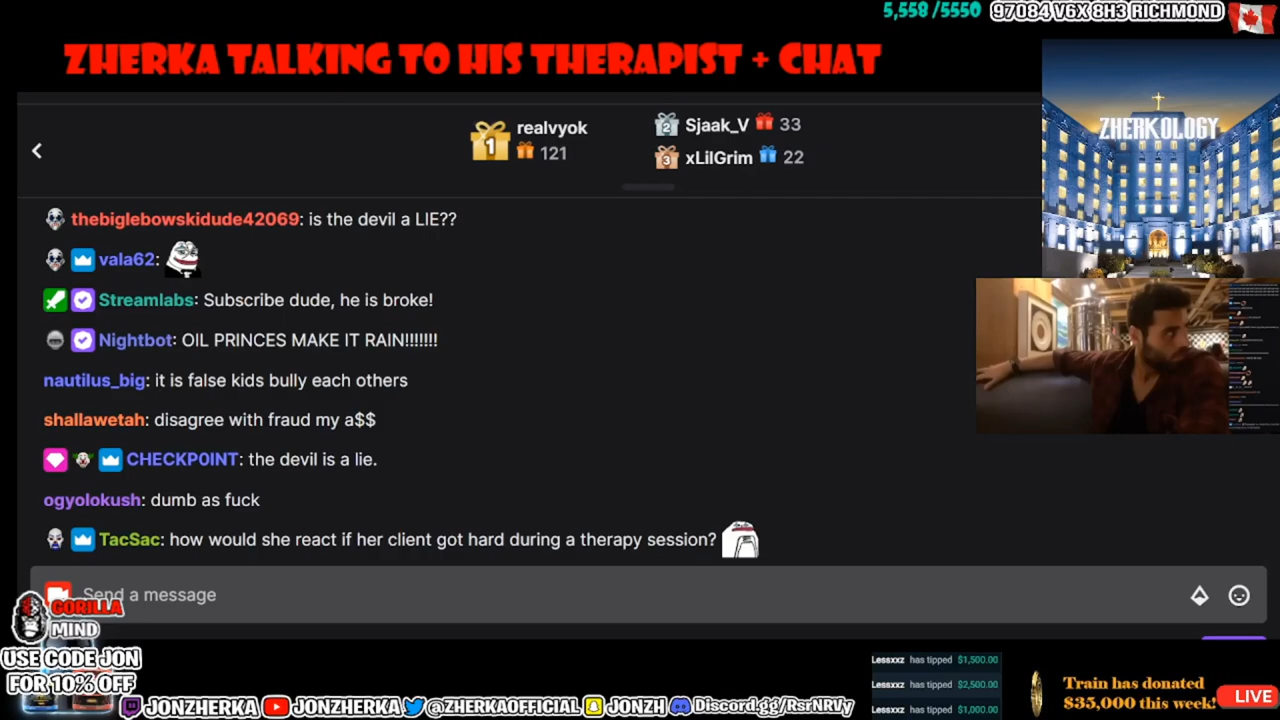 5,558 /5550 97084 V6X 8H3 RICHMOND
ZHERKA TALKING TO HIS THERAPIST + CHAT
ZHERKOLOGY
1 realvyok
121
2 Sjaak_V 33
3 xLilGrim 22
thebiglebowskidude42069: is the devil a LIE??
vala62:
Streamlabs: Subscribe dude, he is broke!
Nightbot: OIL PRINCES MAKE IT RAIN!!!!!!!
nautilus_big: it is false kids bully each others
shallawetah: disagree with fraud my a$$
CHECKP0INT: the devil is a lie.
ogyolokush: dumb as fuck
TacSac: how would she react if her client got hard during a therapy session?
Send a message
GORILLA
MIND
USE CODE JON
FOR 10% OFF
JONZHERKA JONZHERKA @ZHERKAOFFICIAL JONZH Discord.gg/RsrNRVy
Lessxxz has tipped $1,500.00
Lessxxz has tipped $2,500.00
Lessxxz has tipped $1,000.00
Train has donated
$35,000 this week!
LIVE